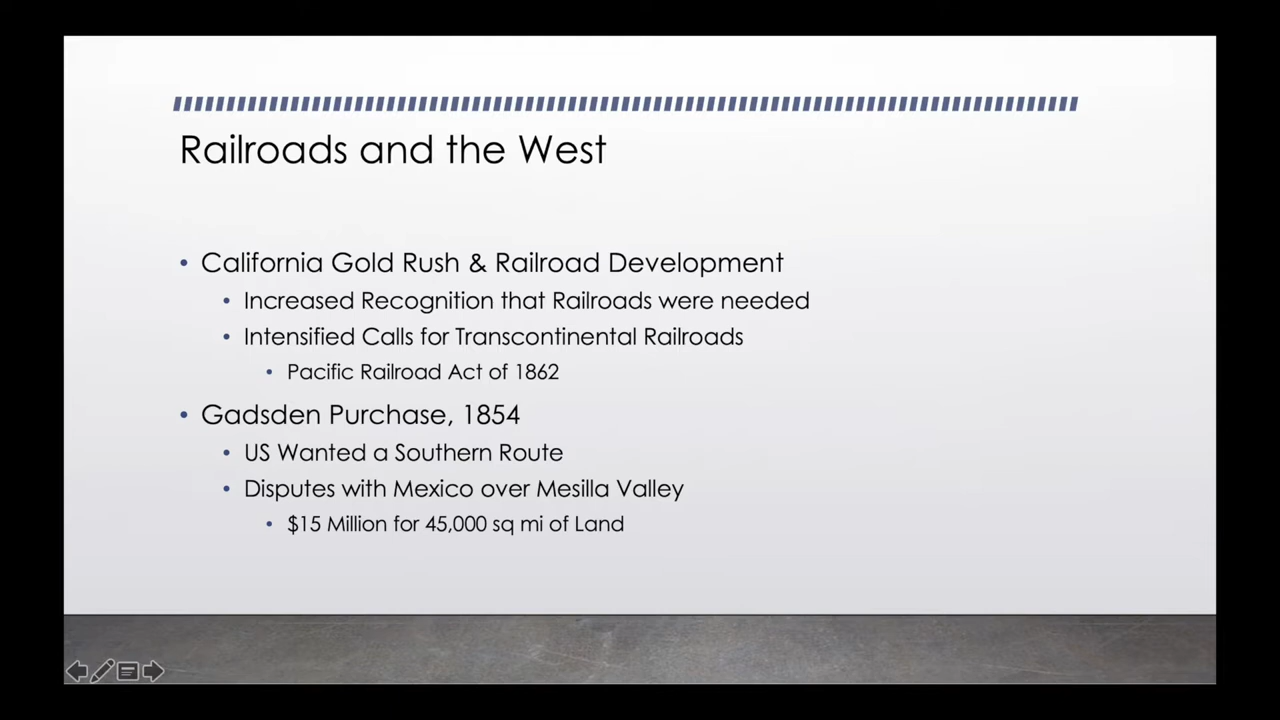 Railroads and the West
• California Gold Rush & Railroad Development
• Increased Recognition that Railroads were needed
• Intensified Calls for Transcontinental Railroads
• Pacific Railroad Act of 1862
• Gadsden Purchase, 1854
• US Wanted a Southern Route
• Disputes with Mexico over Mesilla Valley
• $15 Million for 45,000 sq mi of Land